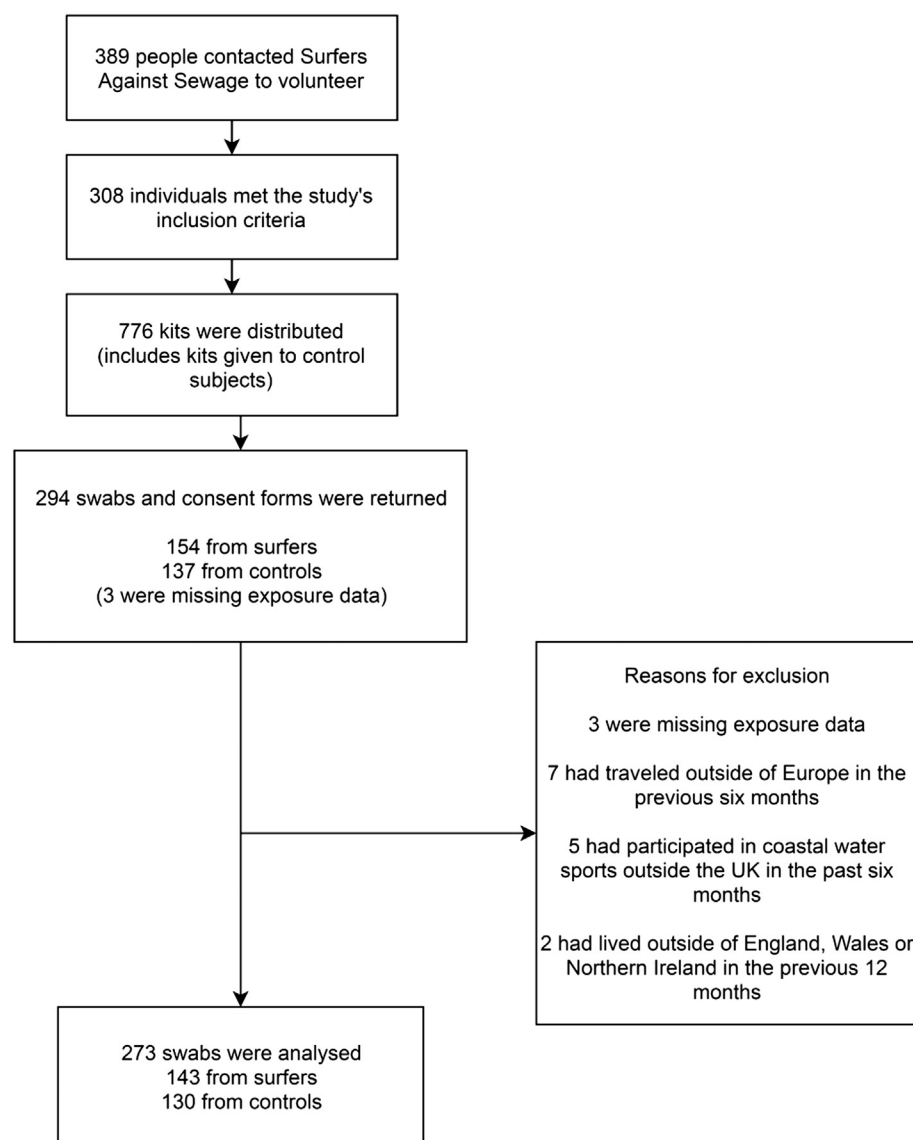 389 people contacted Surfers
Against Sewage to volunteer
308 individuals met the study's
inclusion criteria
776 kits were distributed
(includes kits given to control
subjects)
294 swabs and consent forms were returned
154 from surfers
137 from controls
(3 were missing exposure data)
Reasons for exclusion
3 were missing exposure data
7 had traveled outside of Europe in the
previous six months
5 had participated in coastal water
sports outside the UK in the past six
months
2 had lived outside of England, Wales or
Northern Ireland in the previous 12
months
273 swabs were analysed
143 from surfers
130 from controls